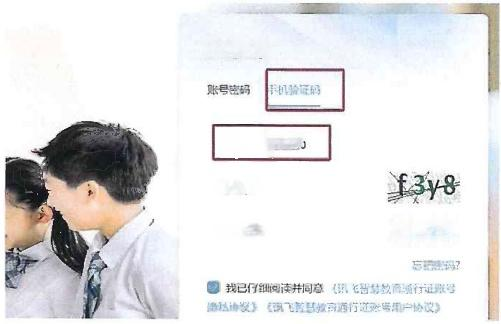 账号密码 手机验证码
f3y8
忘记密码?
我已仔细阅读并同意 《讯飞智慧教育通行证账号
隐私协议》《讯飞智慧教育通行证账号用户协议》